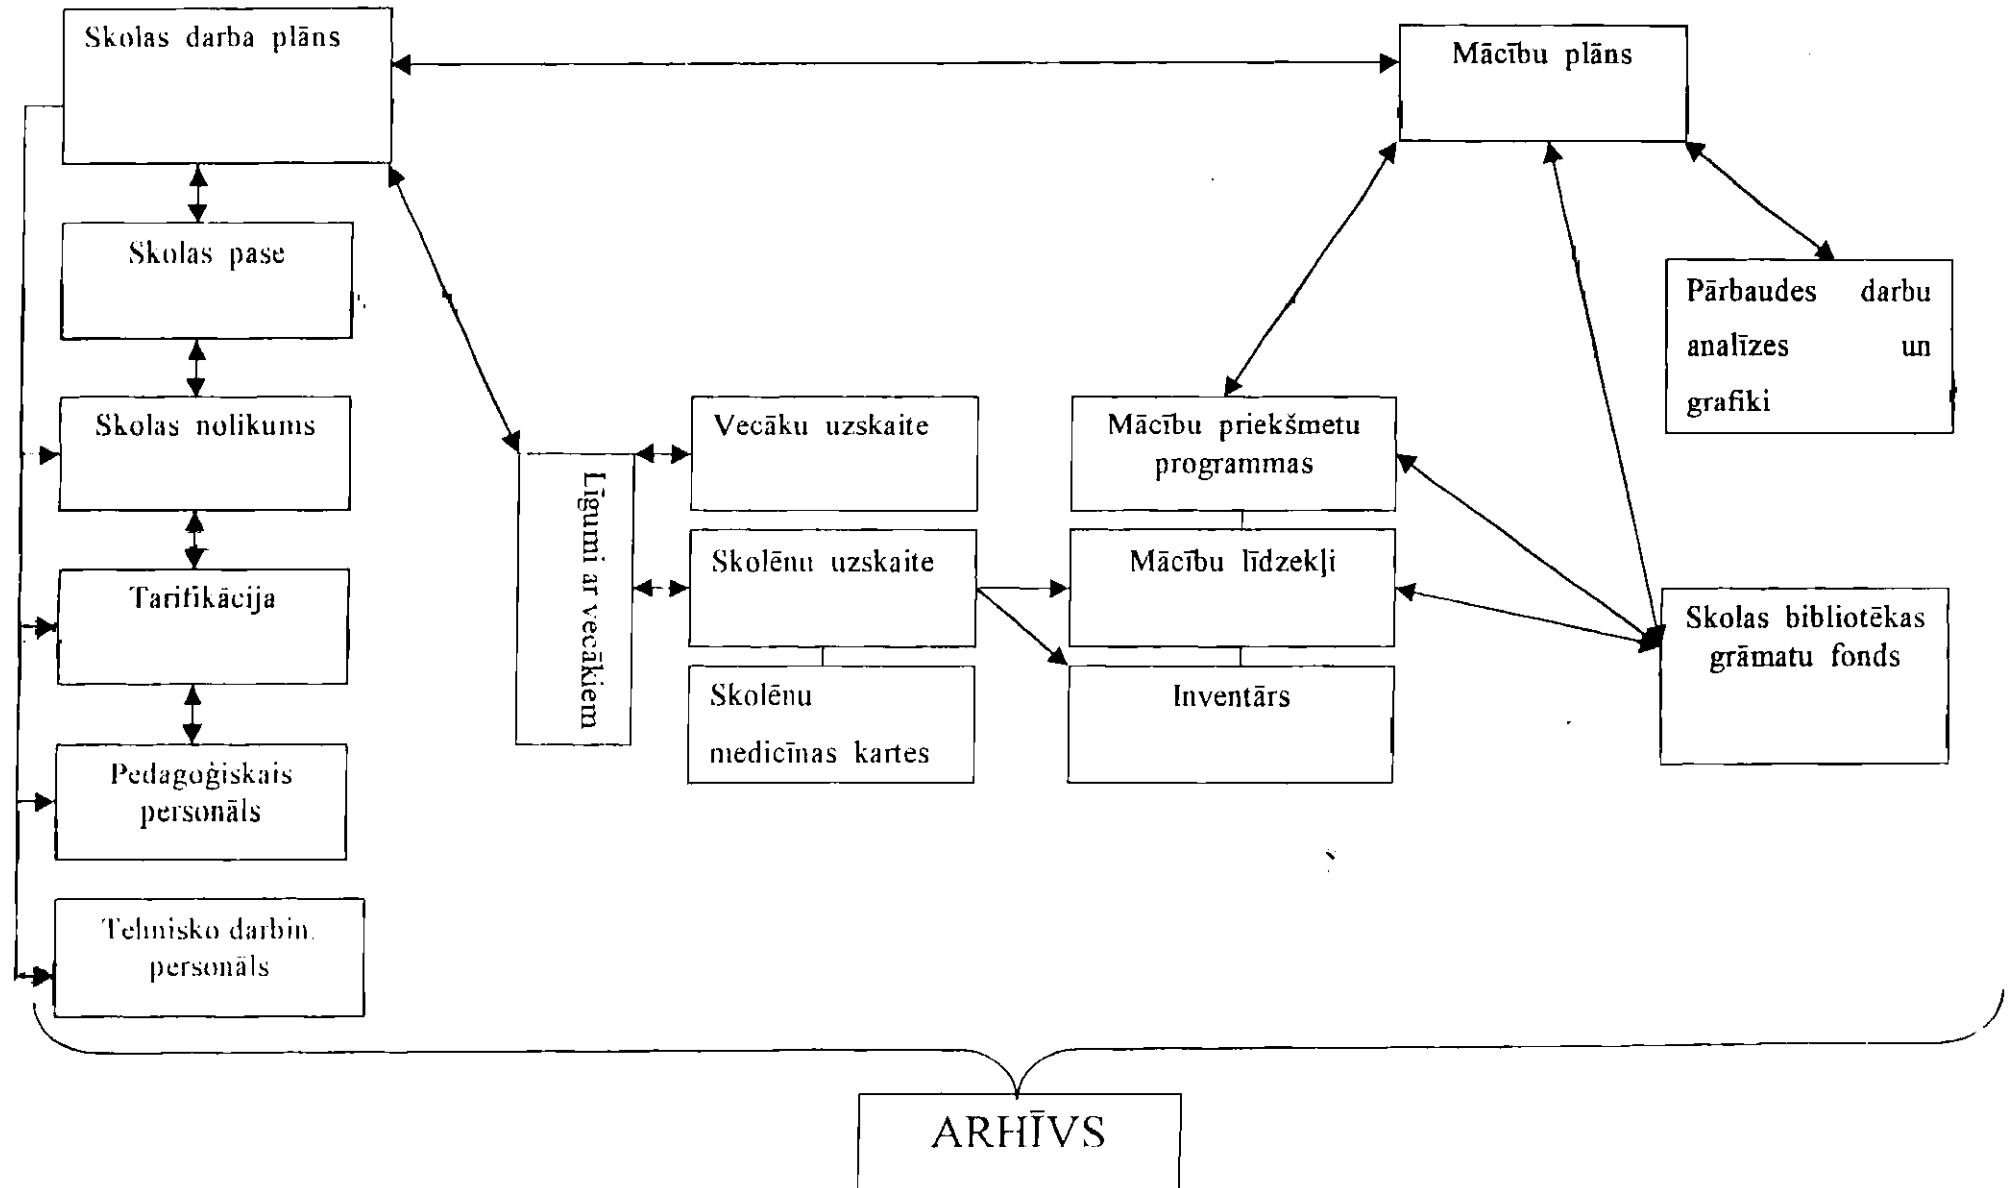 Skolas darba plāns
Mācību plāns
Skolas pase
Pārbaudes darbu
analīzes un
grafiki
Skolas nolikums
Vecāku uzskaite
Mācību priekšmetu
programmas
Līgumi ar vecākiem
Tarifikācija
Skolēnu uzskaite
Mācību līdzekļi
Skolas bibliotēkas
grāmatu fonds
Skolēnu
medicīnas kartes
Inventārs
Pedagoģiskais
personāls
Tehnisko darbin.
personāls
ARHĪVS